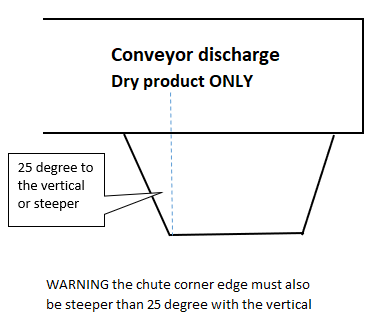 Conveyor discharge
Dry product ONLY
25 degree to
the vertical
or steeper
WARNING the chute corner edge must also
be steeper than 25 degree with the vertical